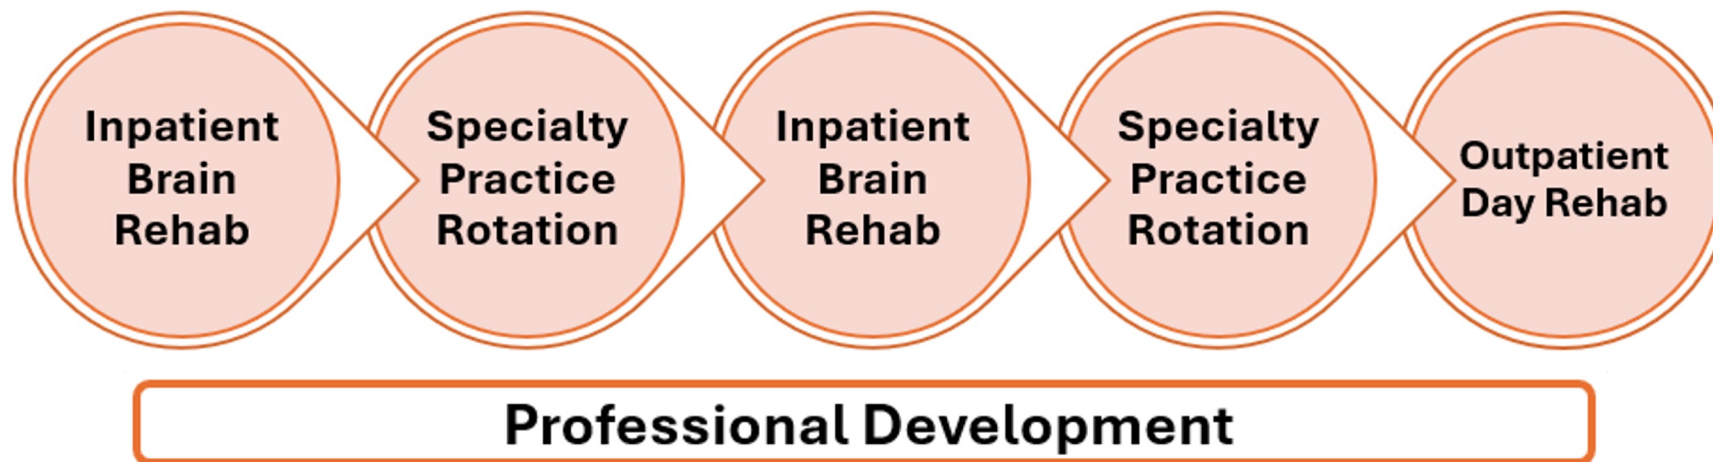 Inpatient
Brain
Rehab
Specialty
Practice
Rotation
Inpatient
Brain
Rehab
Specialty
Practice
Rotation
Outpatient
Day Rehab
Professional Development